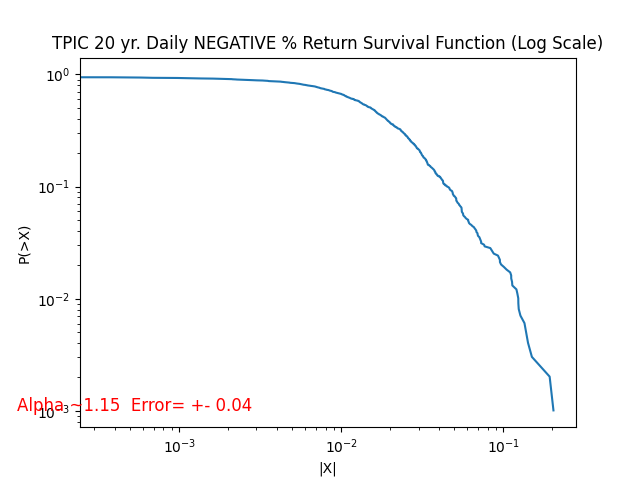 TPIC 20 yr. Daily NEGATIVE % Return Survival Function (Log Scale)
10⁰
10⁻¹
P(>X)
10⁻²
10⁻³
Alpha ~1.15  Error= +- 0.04
10⁻³ 10⁻² 10⁻¹
|X|